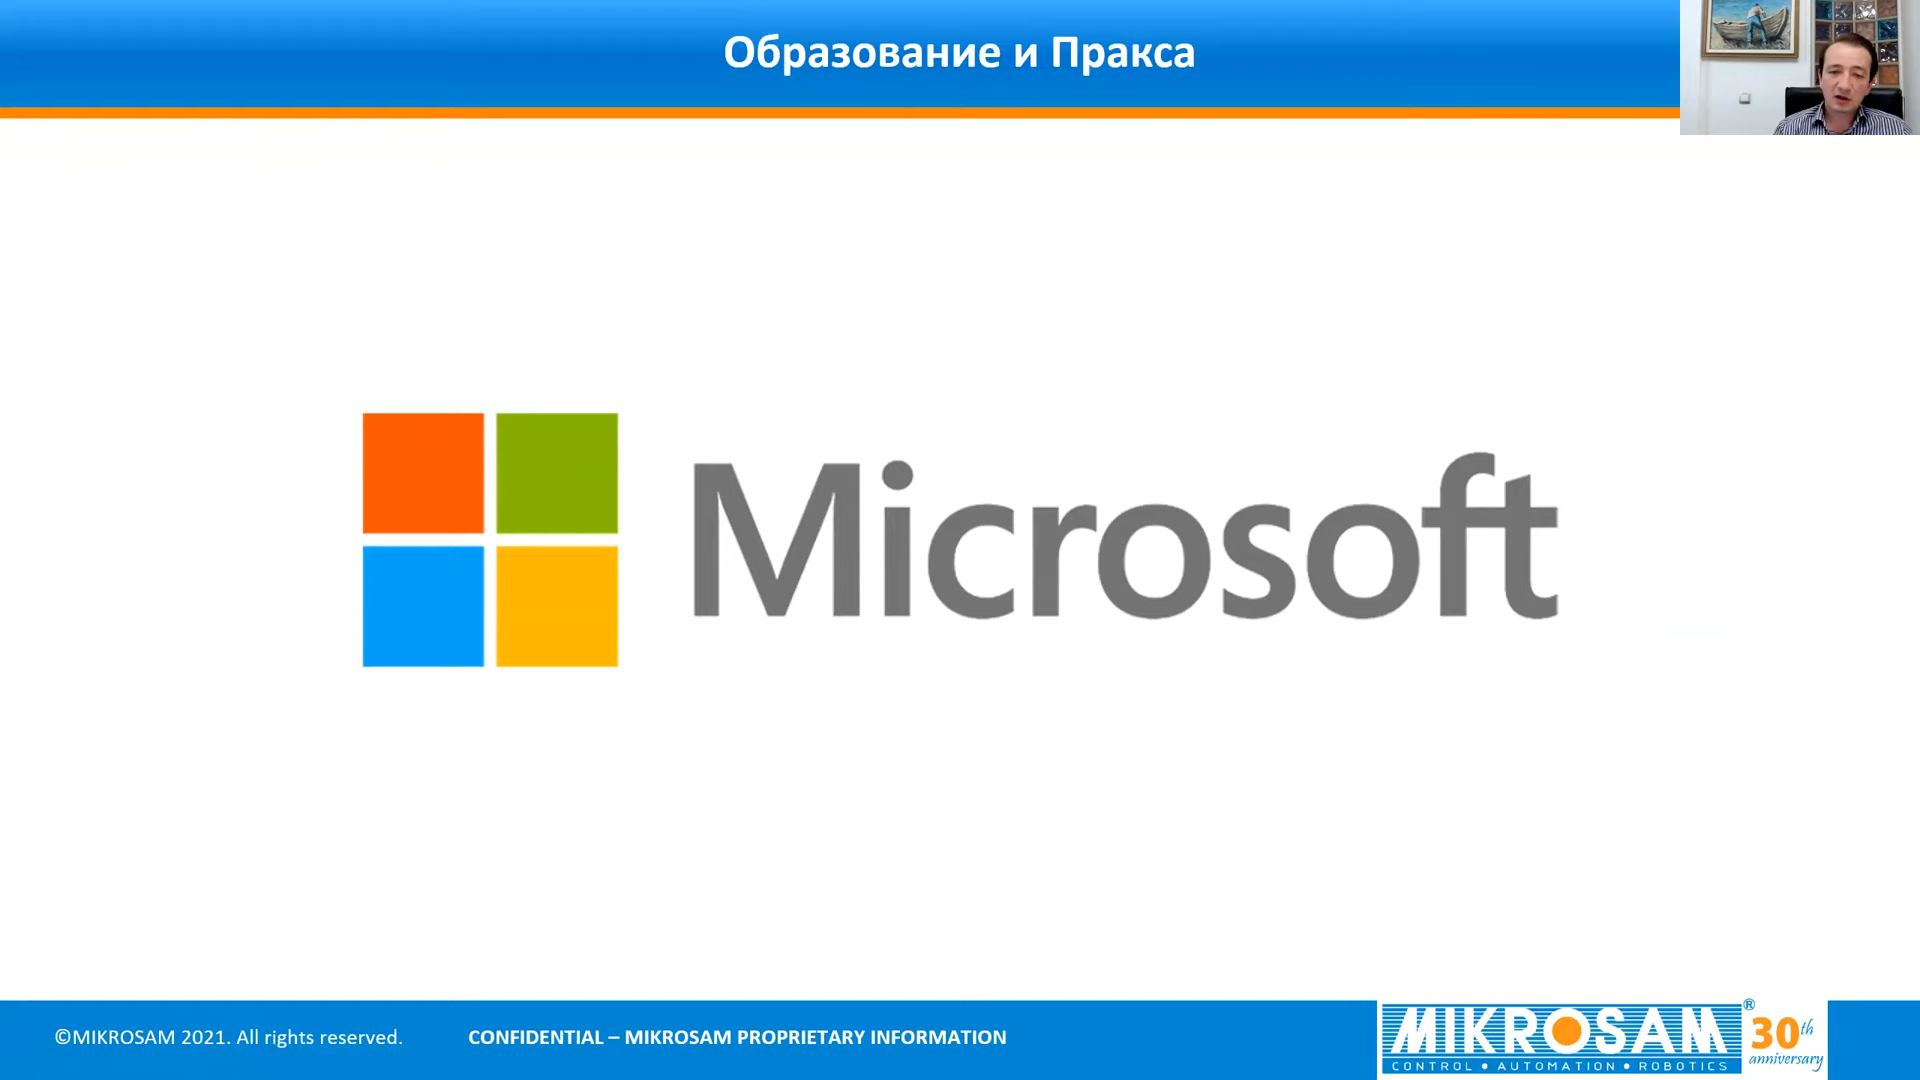 Образование и Пракса
Microsoft
©MIKROSAM 2021. All rights reserved.
CONFIDENTIAL – MIKROSAM PROPRIETARY INFORMATION
MIKROSAM®
CONTROL • AUTOMATION • ROBOTICS
30th
anniversary